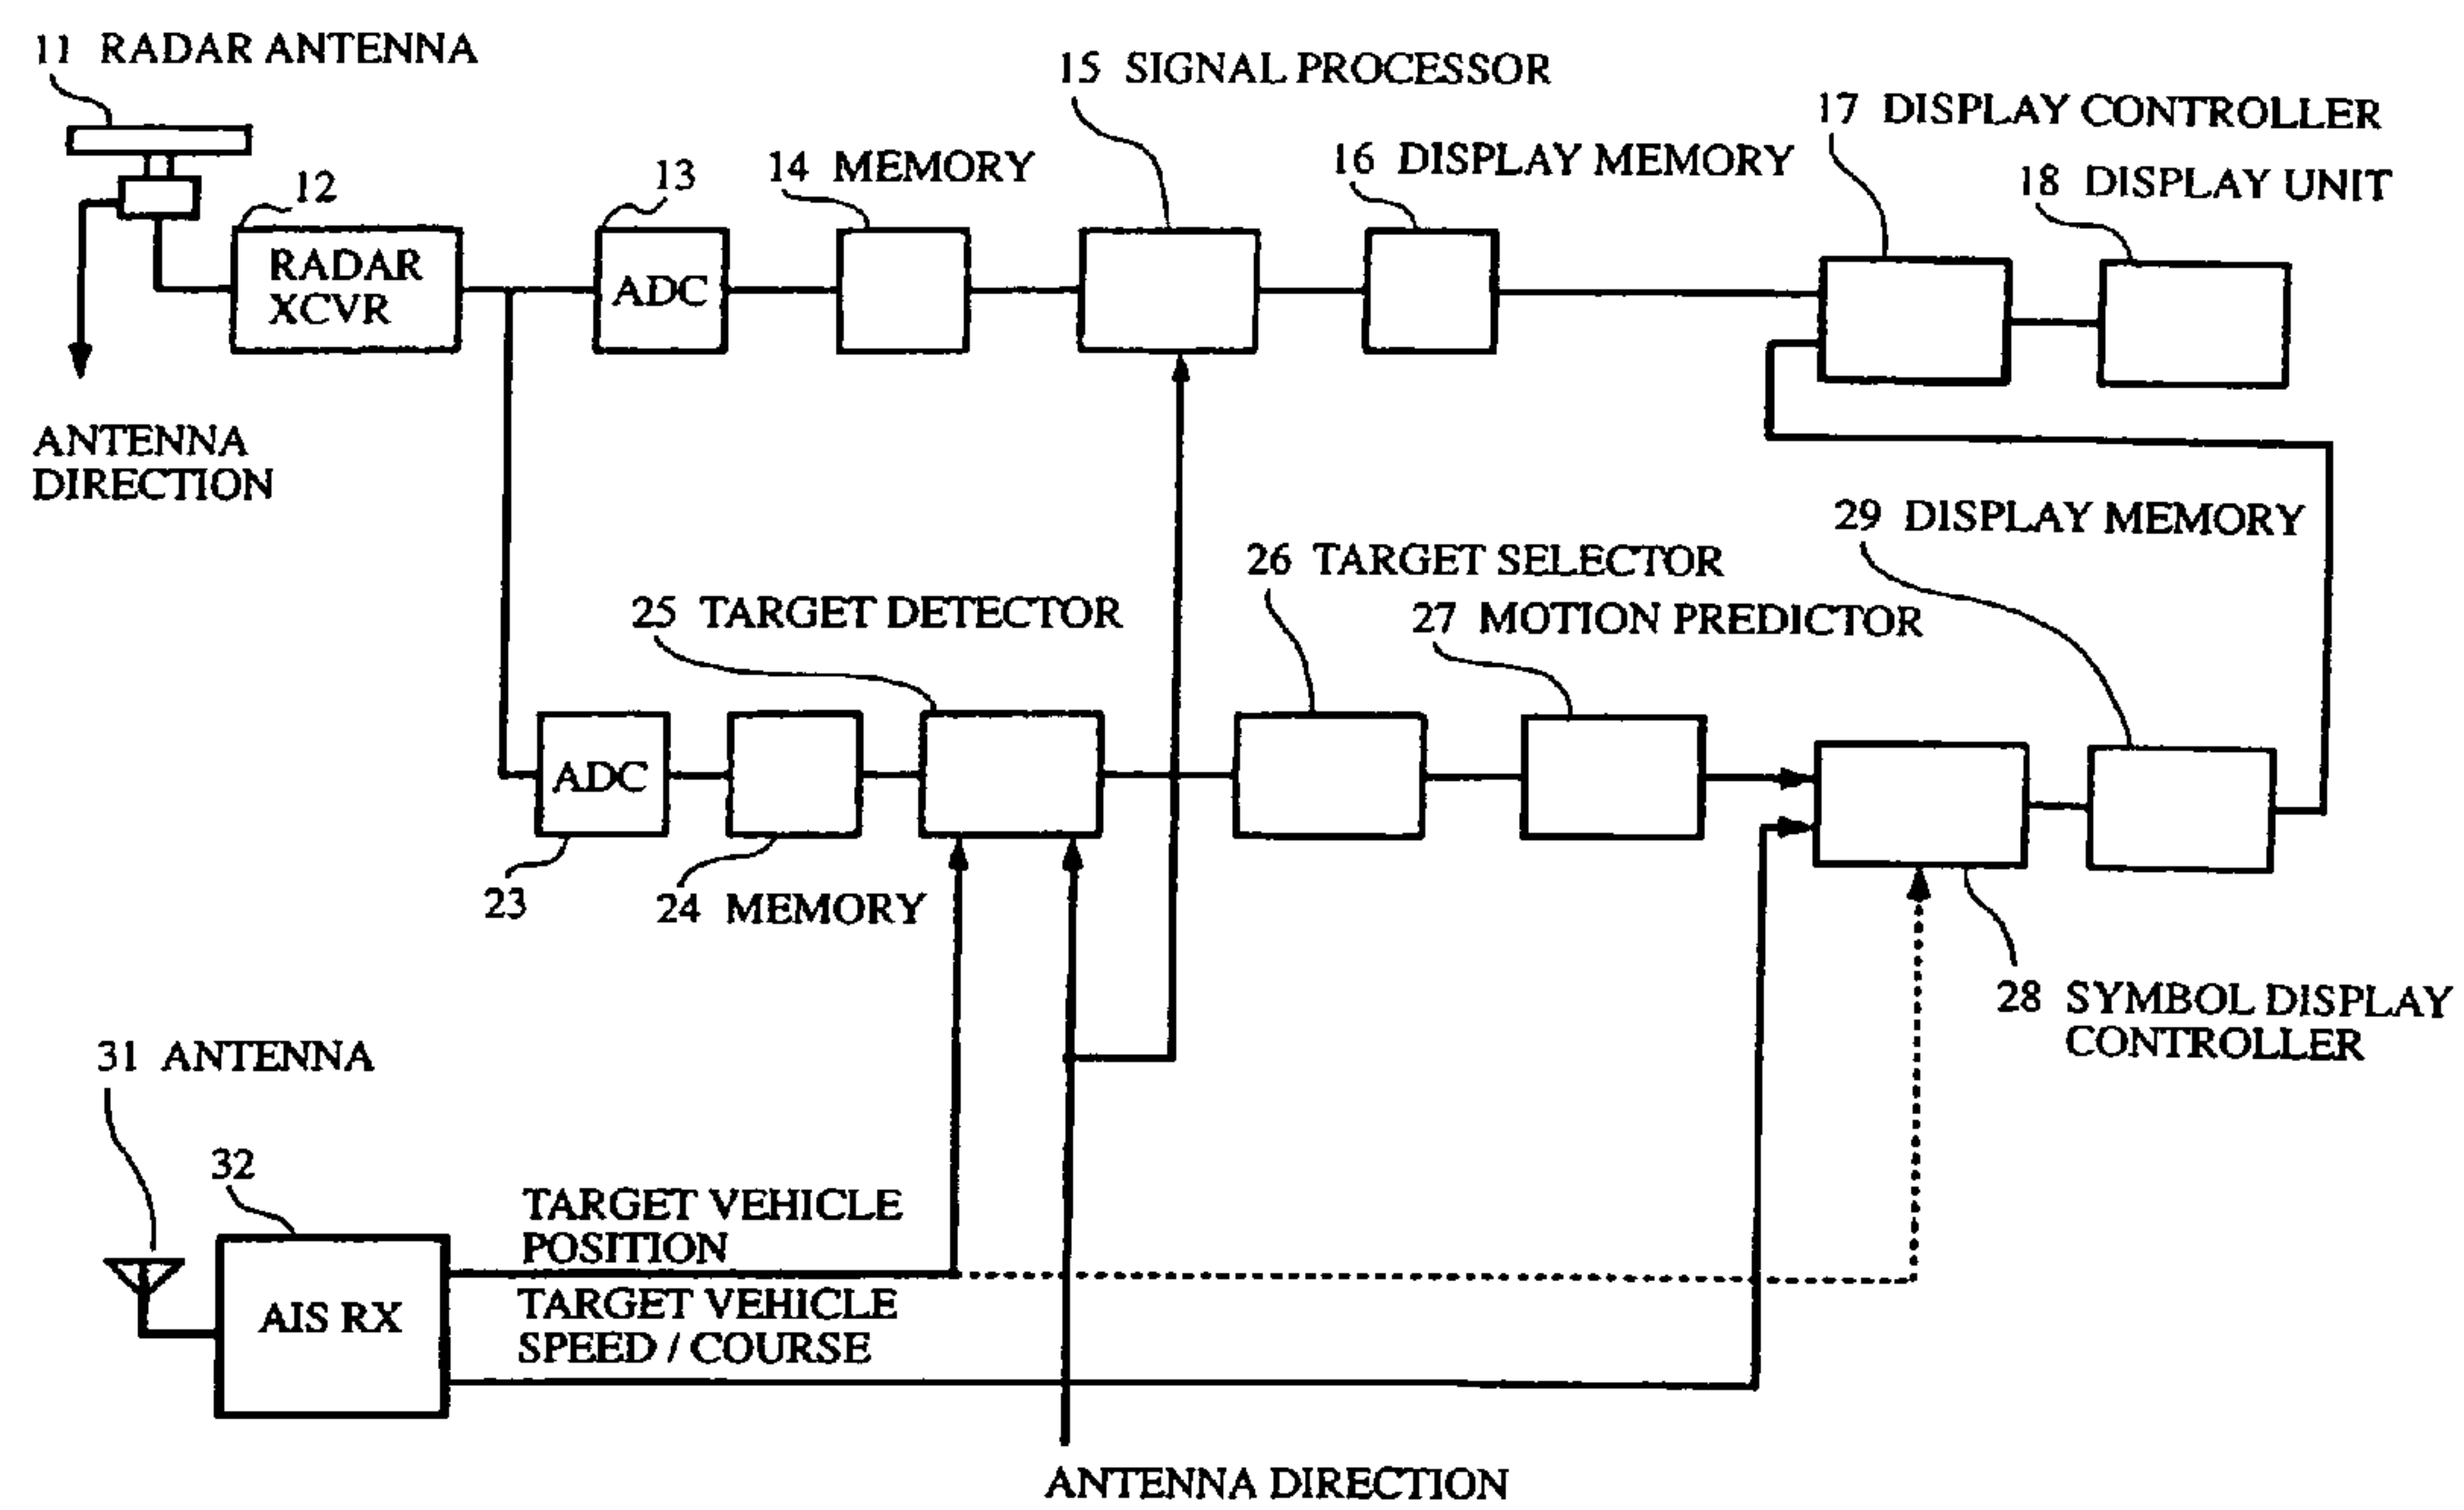 11 RADAR ANTENNA
15 SIGNAL PROCESSOR
17 DISPLAY CONTROLLER
12
13
14 MEMORY
16 DISPLAY MEMORY
18 DISPLAY UNIT
RADAR
XCVR
ADC
ANTENNA
DIRECTION
29 DISPLAY MEMORY
26 TARGET SELECTOR
25 TARGET DETECTOR
27 MOTION PREDICTOR
ADC
23
24 MEMORY
28 SYMBOL DISPLAY
CONTROLLER
31 ANTENNA
32
TARGET VEHICLE
POSITION
AIS RX
TARGET VEHICLE
SPEED / COURSE
ANTENNA DIRECTION